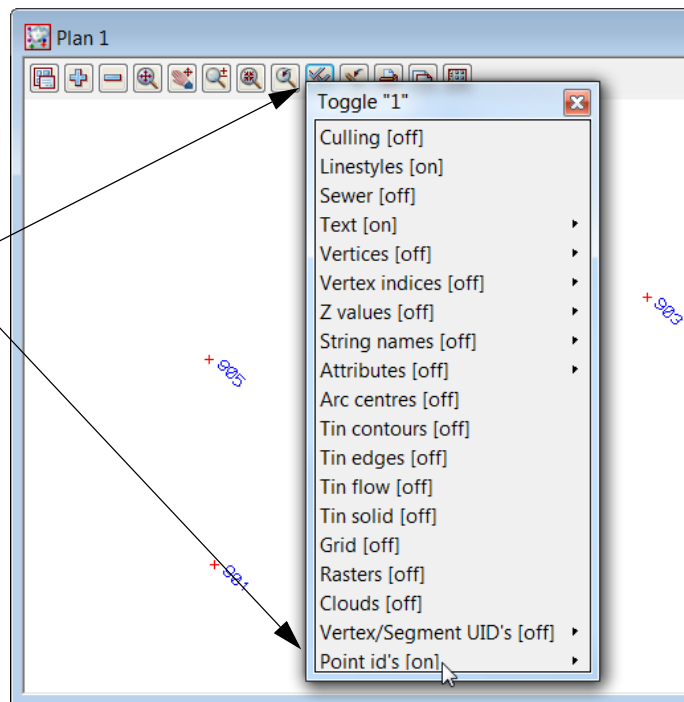 Plan 1
Toggle "1"
Culling [off]
Linestyles [on]
Sewer [off]
Text [on]
Vertices [off]
Vertex indices [off]
Z values [off]
String names [off]
Attributes [off]
Arc centres [off]
Tin contours [off]
Tin edges [off]
Tin flow [off]
Tin solid [off]
Grid [off]
Rasters [off]
Clouds [off]
Vertex/Segment UID's [off]
Point id's [on]
903
905
901